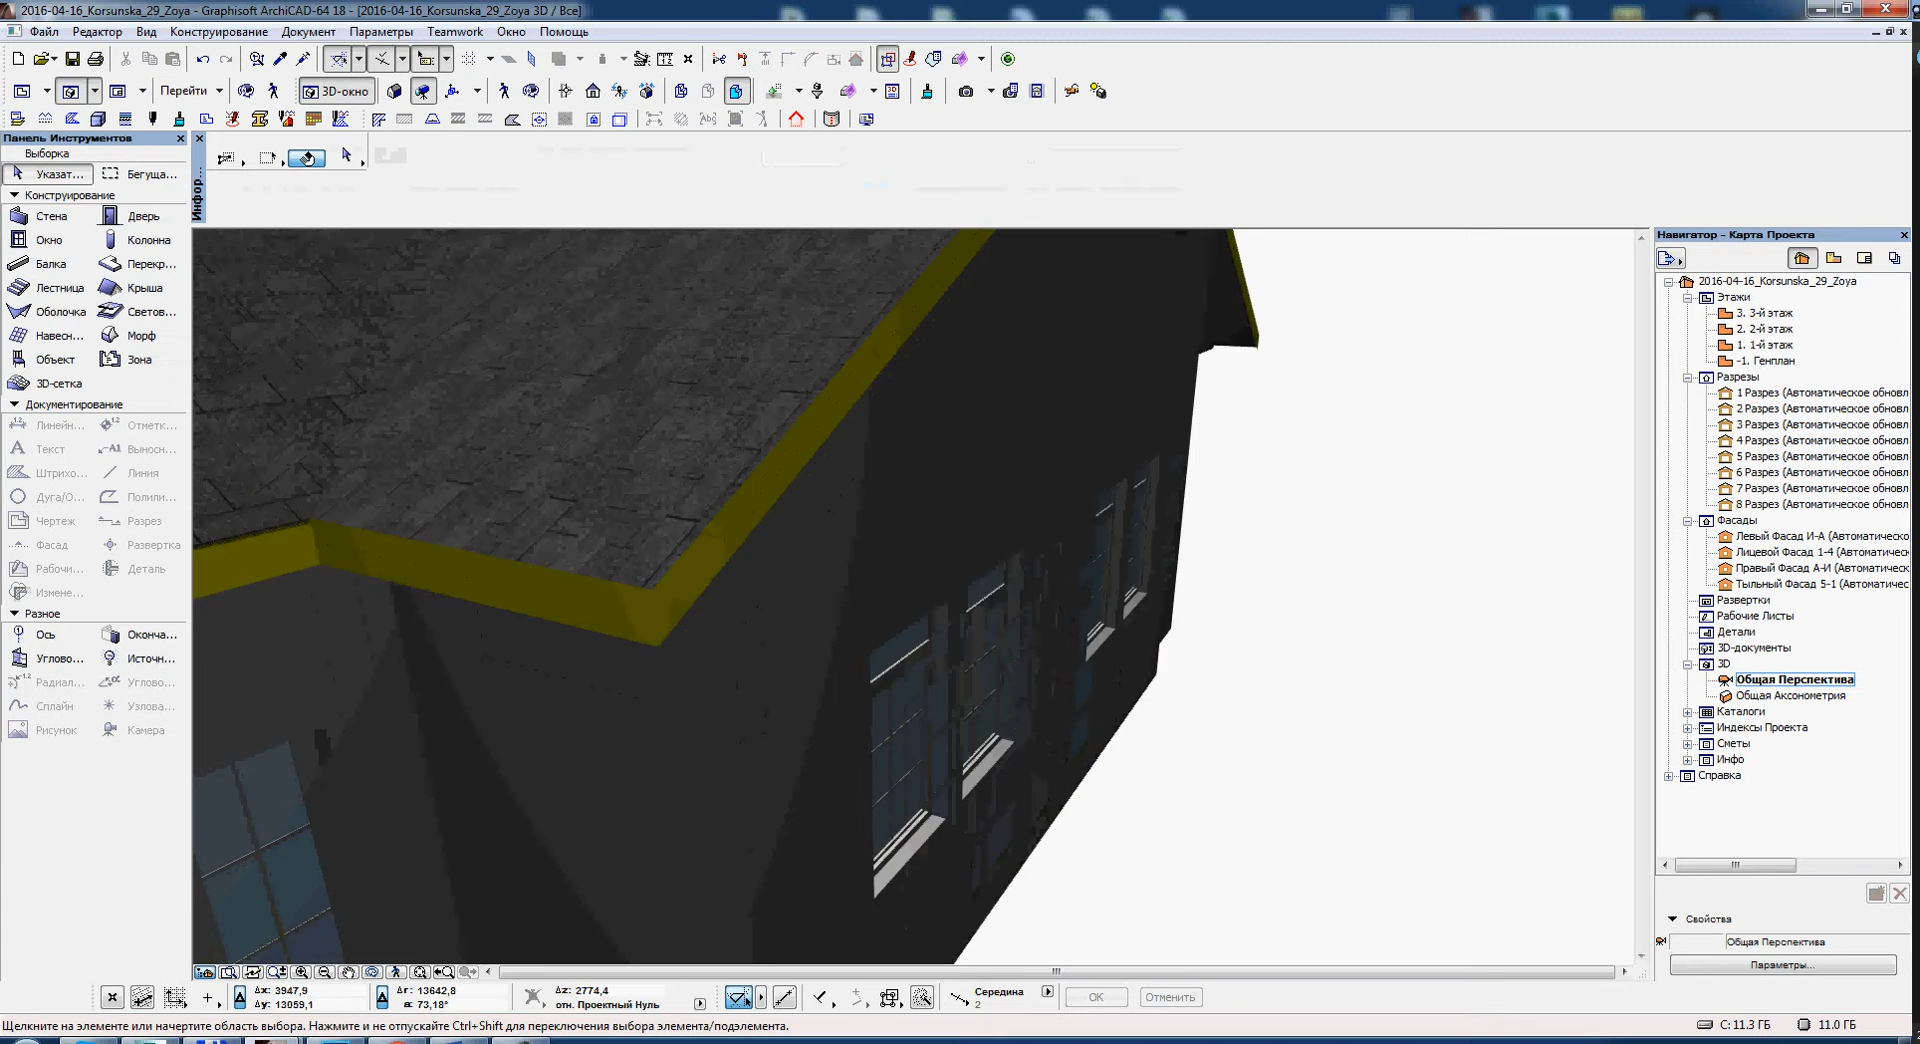 2016-04-16_Korsunska_29_Zoya - Graphisoft ArchiCAD-64 18 - [2016-04-16_Korsunska_29_Zoya 3D / Все]
Файл Редактор Вид Конструирование Документ Параметры Teamwork Окно Помощь
Перейти
3D-окно
Панель Инструментов
Выборка
Указат... Бегуща...
Конструирование
Стена Дверь
Окно Колонна
Балка Перекр...
Лестница Крыша
Оболочка Светов...
Навесн... Морф
Объект Зона
3D-сетка
Документирование
Линейн... Отметк...
Текст Выносн...
Штрихо... Линия
Дуга/О... Полили...
Чертеж Разрез
Фасад Развертка
Рабочи... Деталь
Измене...
Разное
Ось Оконча...
Углово... Источн...
Радиал... Углово...
Сплайн Узлова...
Рисунок Камера
Инфор...
Навигатор - Карта Проекта
2016-04-16_Korsunska_29_Zoya
Этажи
3. 3-й этаж
2. 2-й этаж
1. 1-й этаж
-1. Генплан
Разрезы
1 Разрез (Автоматическое обновл
2 Разрез (Автоматическое обновл
3 Разрез (Автоматическое обновл
4 Разрез (Автоматическое обновл
5 Разрез (Автоматическое обновл
6 Разрез (Автоматическое обновл
7 Разрез (Автоматическое обновл
8 Разрез (Автоматическое обновл
Фасады
Левый Фасад И-А (Автоматическо
Лицевой Фасад 1-4 (Автоматичес
Правый Фасад А-И (Автоматическ
Тыльный Фасад 5-1 (Автоматичес
Развертки
Рабочие Листы
Детали
3D-документы
3D
Общая Перспектива
Общая Аксонометрия
Каталоги
Индексы Проекта
Сметы
Инфо
Справка
Свойства
Общая Перспектива
Параметры...
Δx: 3947,9
Δy: 13059,1
Δr: 13642,8
a: 73,18°
Δz: 2774,4
отн. Проектный Нуль
Середина
2
OK
Отменить
Щелкните на элементе или начертите область выбора. Нажмите и не отпускайте Ctrl+Shift для переключения выбора элемента/подэлемента.
C: 11.3 ГБ
11.0 ГБ